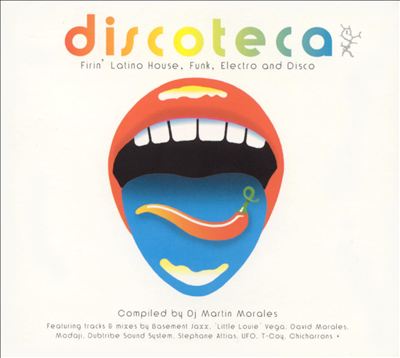 discoteca
Firin' Latino House, Funk, Electro and Disco
Compiled by Dj Martin Morales
Featuring tracks & mixes by Basement Jaxx, 'Little Louie' Vega, David Morales,
Modaji, Dubtribe Sound System, Stephane Attias, UFO, T-Coy, Chicharrons +